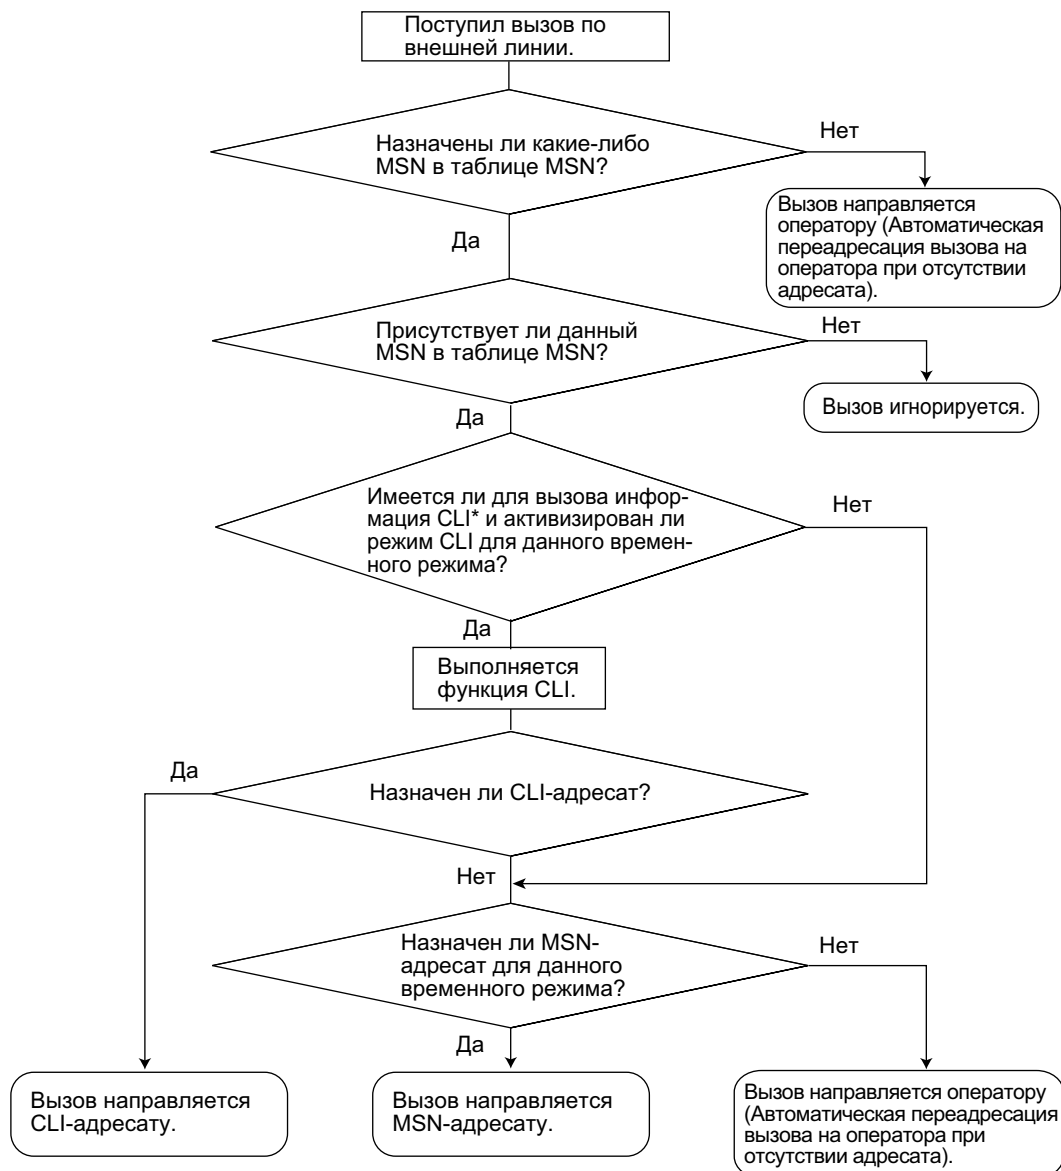 Поступил вызов по
внешней линии.
Назначены ли какие-либо
MSN в таблице MSN?
Нет
Вызов направляется
оператору (Автоматическая
переадресация вызова на
оператора при отсутствии
адресата).
Да
Присутствует ли данный
MSN в таблице MSN?
Нет
Вызов игнорируется.
Да
Имеется ли для вызова инфор-
мация CLI* и активизирован ли
режим CLI для данного времен-
ного режима?
Нет
Да
Выполняется
функция CLI.
Да
Назначен ли CLI-адресат?
Нет
Назначен ли MSN-
адресат для данного
временного режима?
Нет
Да
Вызов направляется
CLI-адресату.
Вызов направляется
MSN-адресату.
Вызов направляется оператору
(Автоматическая переадресация
вызова на оператора при
отсутствии адресата).